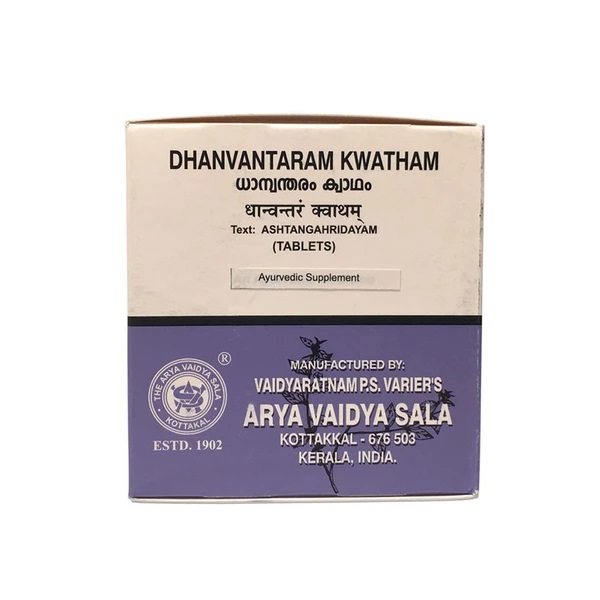 DHANVANTARAM KWATHAM
ധാന്വന്തരം ക്വാഥം
धान्वन्तरं क्वाथम्
Text: ASHTANGAHRIDAYAM
(TABLETS)
Ayurvedic Supplement
THE ARYA VAIDYA SALA
KOTTAKAL
®
ESTD. 1902
MANUFACTURED BY:
VAIDYARATNAM P.S. VARIER'S
ARYA VAIDYA SALA
KOTTAKKAL - 676 503
KERALA, INDIA.